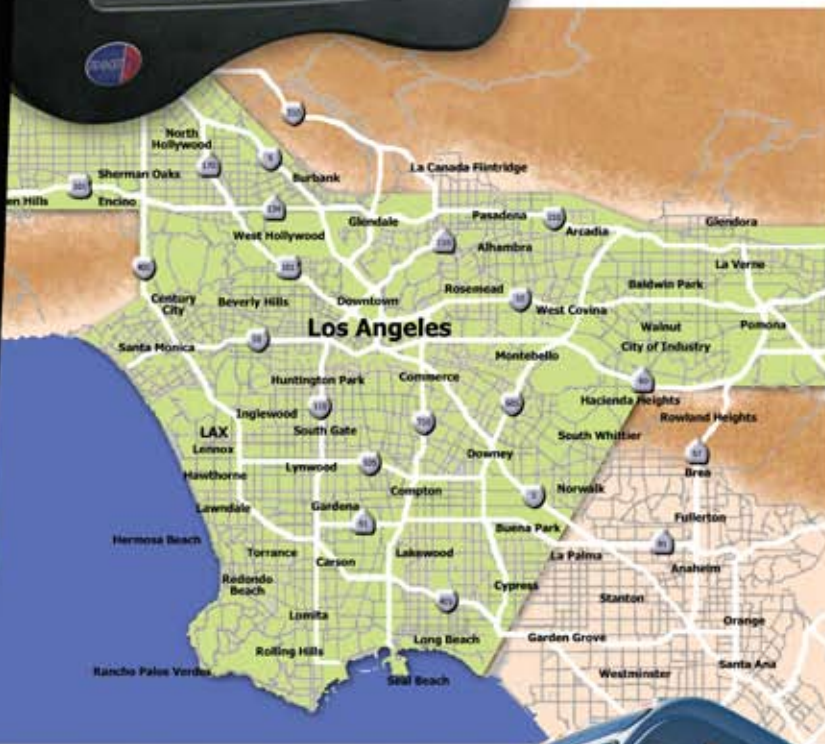 North
Hollywood
Sherman Oaks
La Canada Flintridge
Burbank
en Hills
Encino
Glendale
Pasadena
Arcadia
Glendora
West Hollywood
Alhambra
La Verne
Century
City
Beverly Hills
Downtown
Rosemead
West Covina
Baldwin Park
Los Angeles
Walnut
Pomona
Santa Monica
Montebello
City of Industry
Huntington Park
Commerce
Hacienda Heights
Inglewood
Rowland Heights
LAX
South Gate
South Whittier
Lennox
Lynwood
Downey
Hawthorne
Brea
Compton
Norwalk
Lawndale
Gardena
Fullerton
Buena Park
Hermosa Beach
Torrance
Carson
Lakewood
La Palma
Anaheim
Redondo
Beach
Cypress
Stanton
Lomita
Orange
Long Beach
Garden Grove
Rolling Hills
Santa Ana
Rancho Palos Verdes
Seal Beach
Westminster